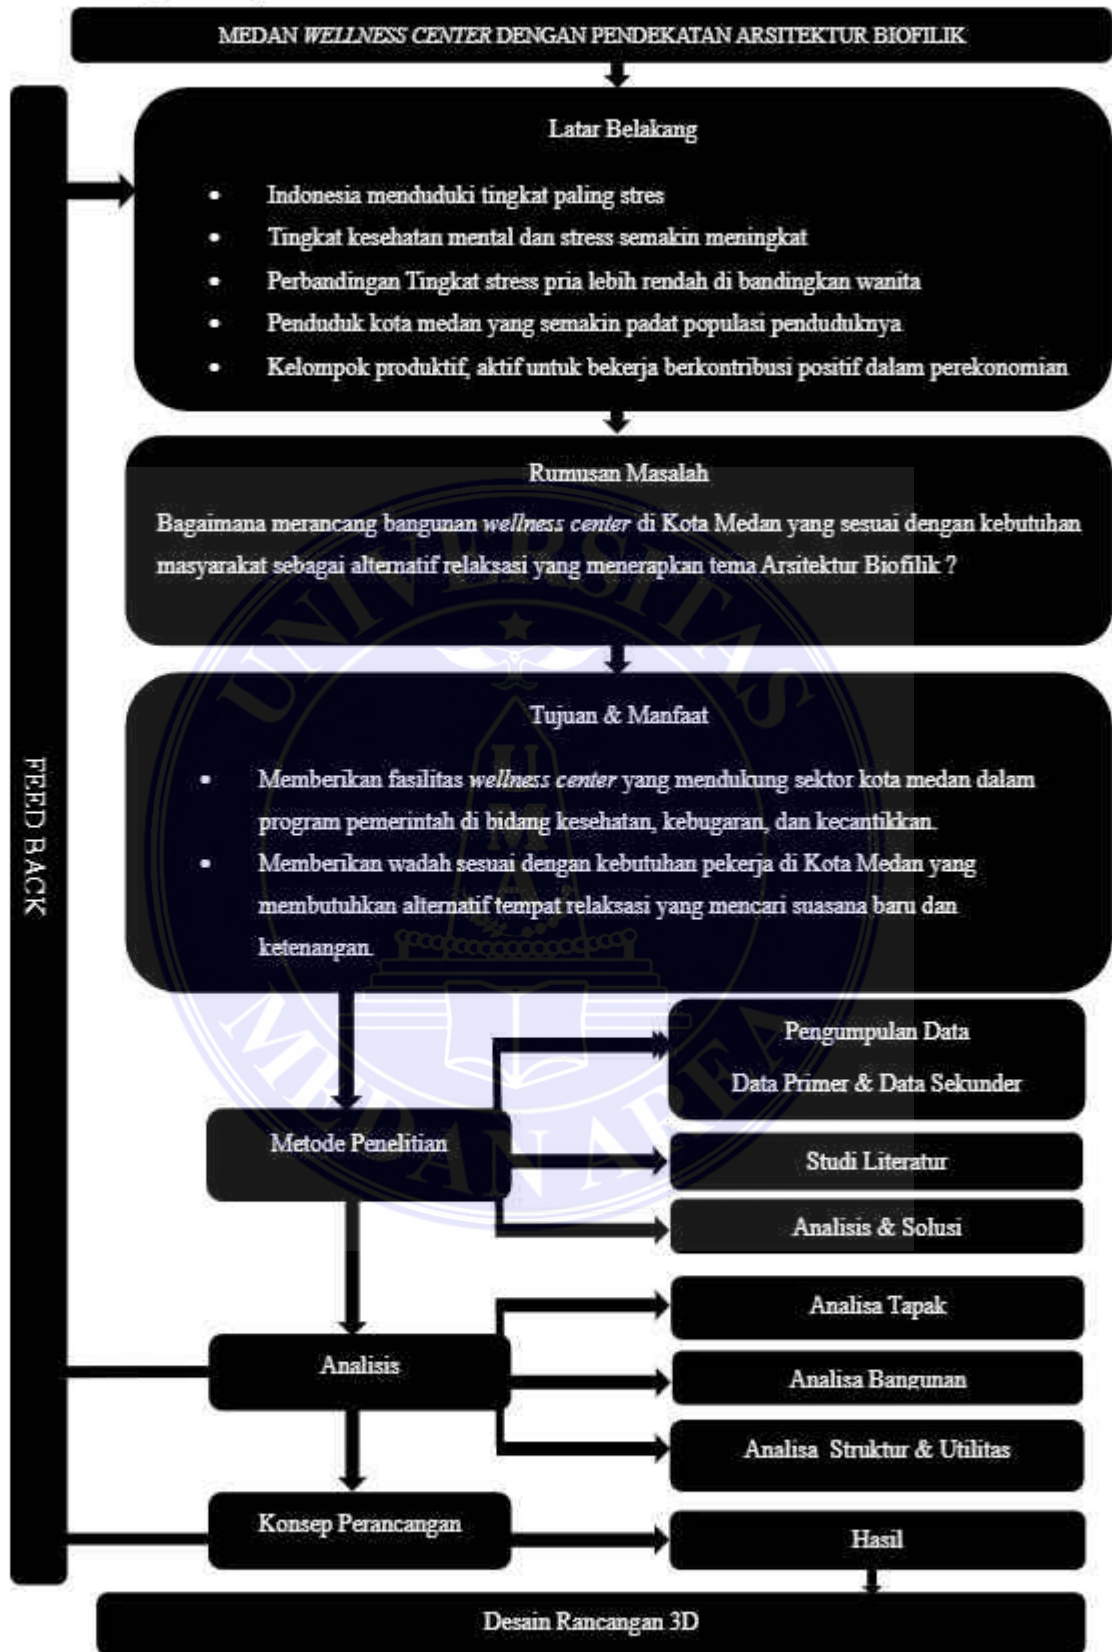 MEDAN WELLNESS CENTER DENGAN PENDEKATAN ARSITEKTUR BIOFILIK
Latar Belakang
• Indonesia menduduki tingkat paling stres
• Tingkat kesehatan mental dan stress semakin meningkat
• Perbandingan Tingkat stress pria lebih rendah di bandingkan wanita
• Penduduk kota medan yang semakin padat populasi penduduknya
• Kelompok produktif, aktif untuk bekerja berkontribusi positif dalam perekonomian
Rumusan Masalah
Bagaimana merancang bangunan wellness center di Kota Medan yang sesuai dengan kebutuhan
masyarakat sebagai alternatif relaksasi yang menerapkan tema Arsitektur Biofilik ?
Tujuan & Manfaat
• Memberikan fasilitas wellness center yang mendukung sektor kota medan dalam
program pemerintah di bidang kesehatan, kebugaran, dan kecantikkan.
• Memberikan wadah sesuai dengan kebutuhan pekerja di Kota Medan yang
membutuhkan alternatif tempat relaksasi yang mencari suasana baru dan
ketenangan.
FEED BACK
Metode Penelitian
Pengumpulan Data
Data Primer & Data Sekunder
Studi Literatur
Analisis & Solusi
Analisis
Analisa Tapak
Analisa Bangunan
Analisa Struktur & Utilitas
Konsep Perancangan
Hasil
Desain Rancangan 3D
UNIVERSITAS
MEDAN AREA
U
M
A